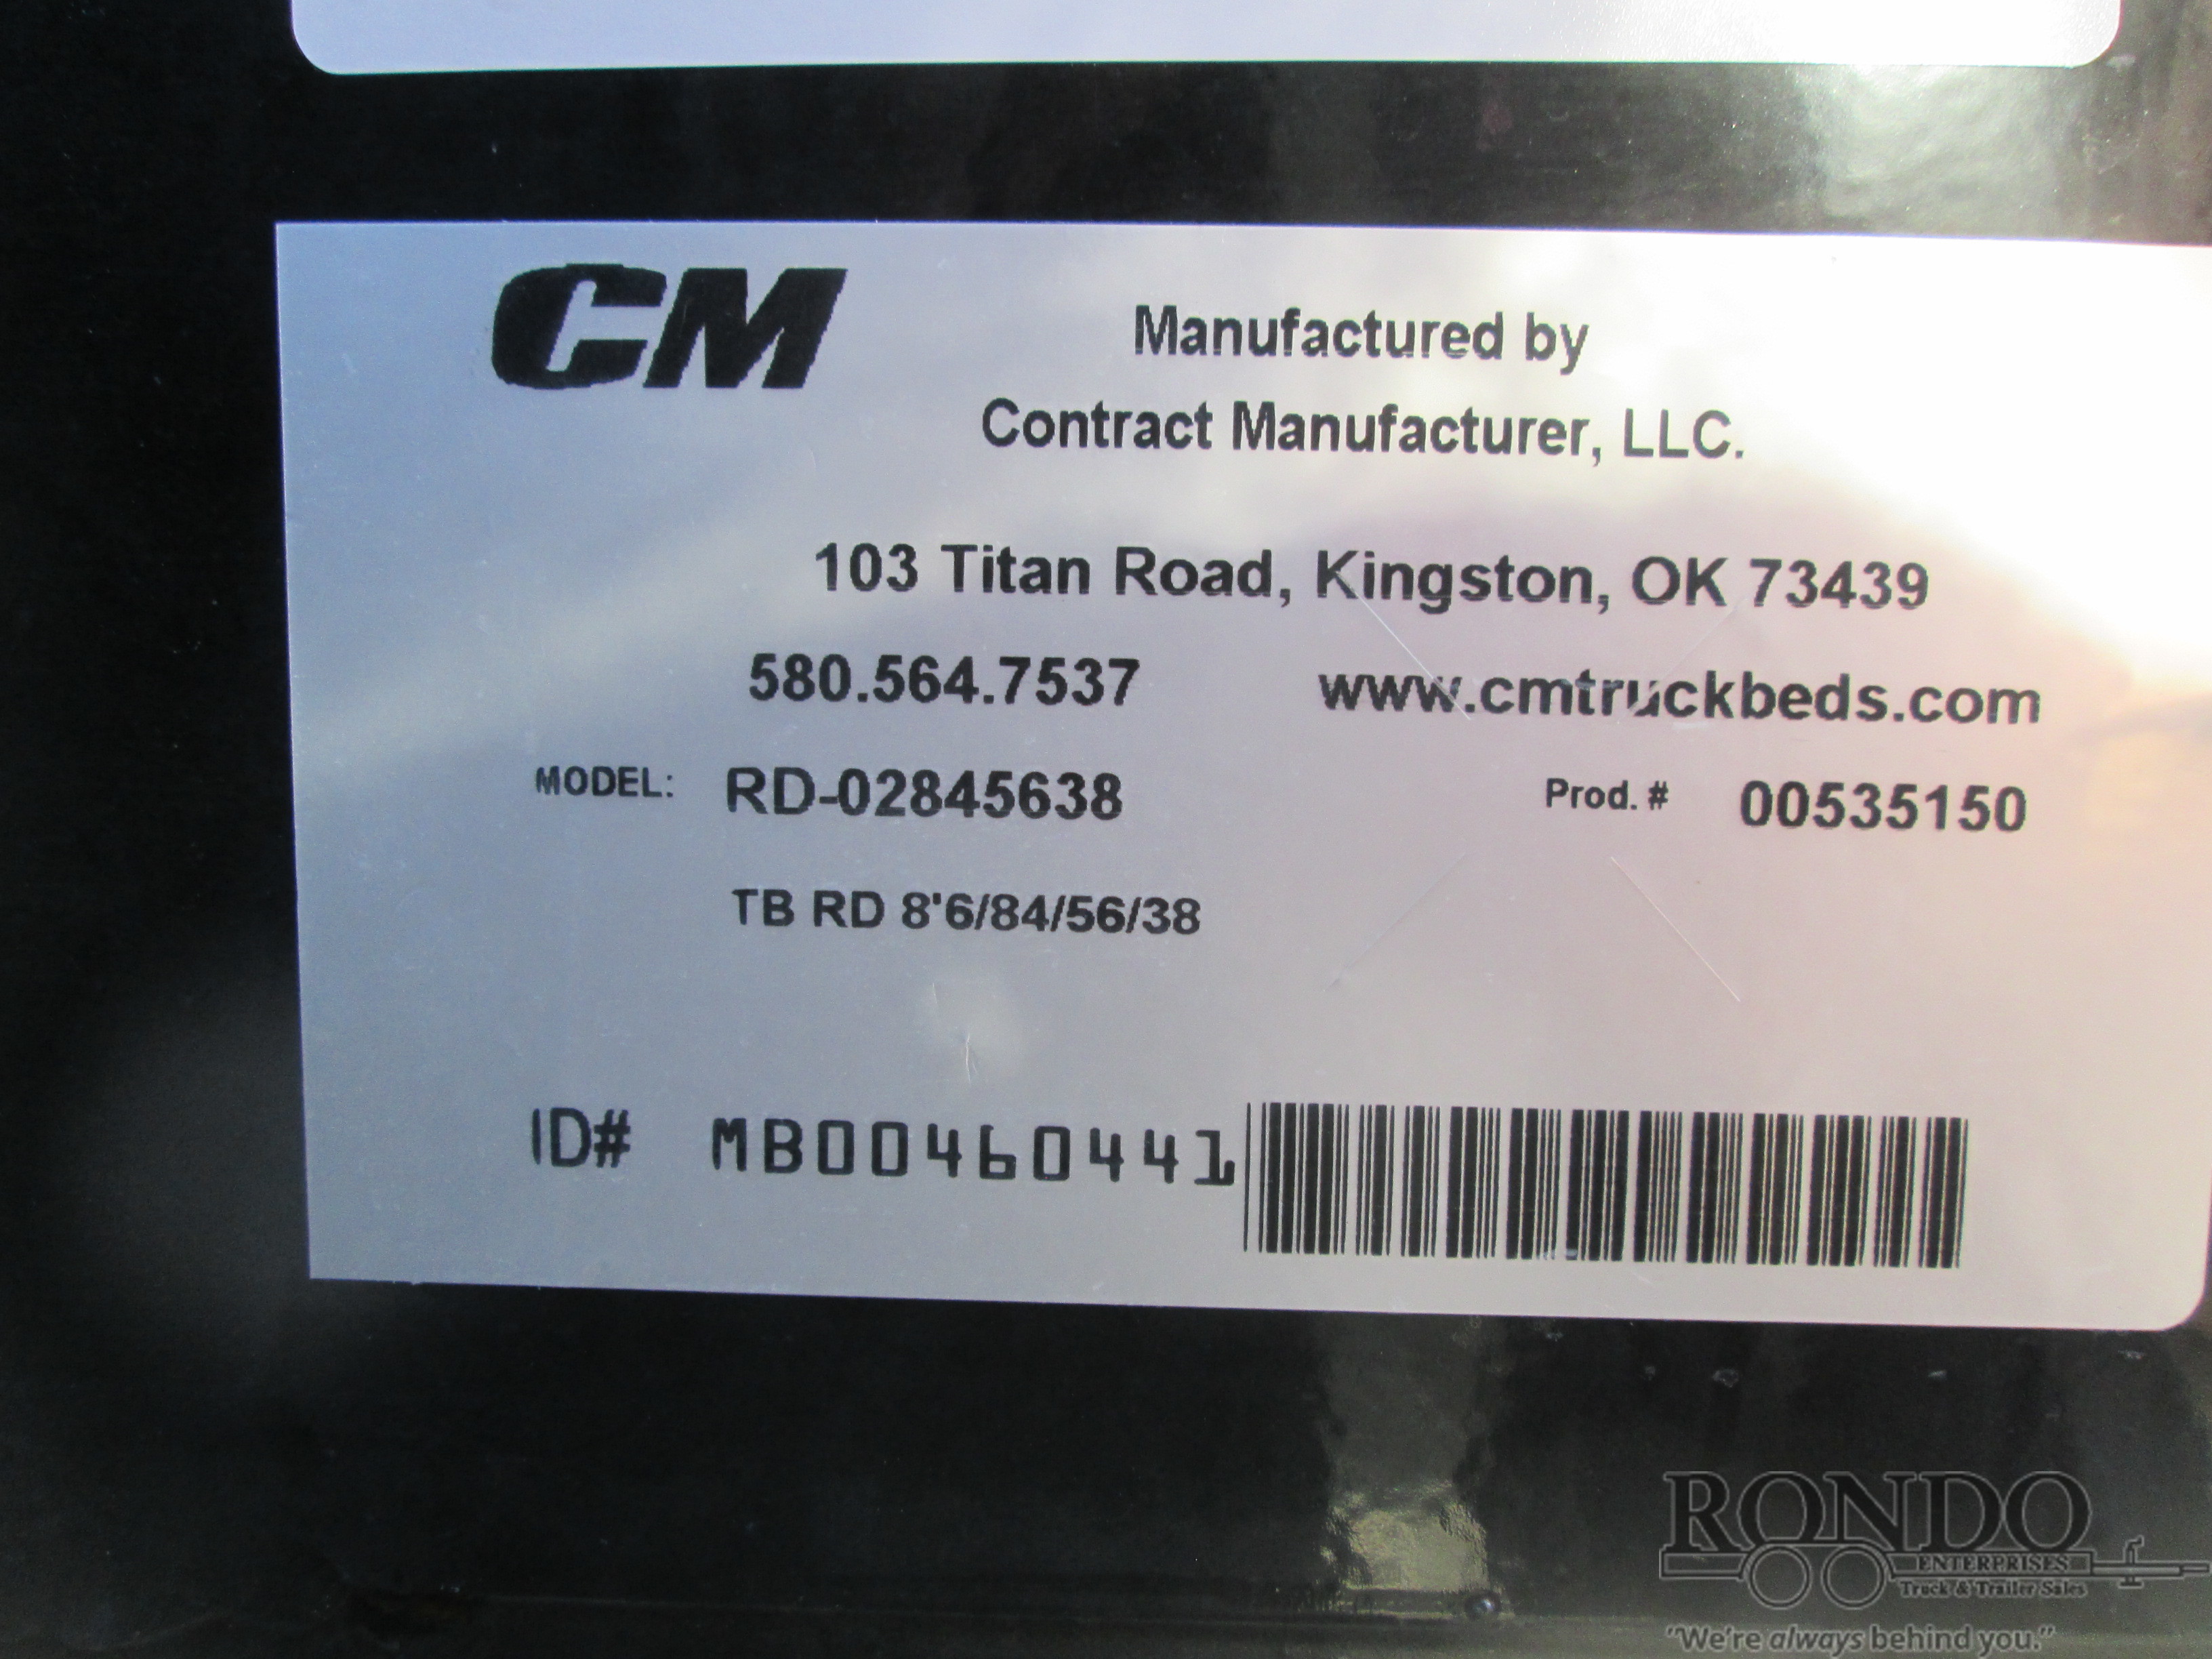 CM
Manufactured by
Contract Manufacturer, LLC.
103 Titan Road, Kingston, OK 73439
580.564.7537 www.cmtruckbeds.com
MODEL: RD-02845638 Prod. # 00535150
TB RD 8'6/84/56/38
ID# MB00460441
RONDO
ENTERPRISES
Truck & Trailer Sales
"We're always behind you."